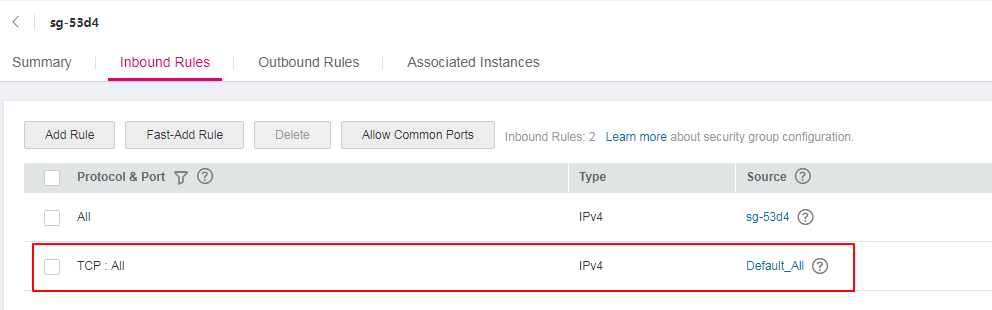 sg-53d4
Summary Inbound Rules Outbound Rules Associated Instances
Add Rule Fast-Add Rule Delete Allow Common Ports Inbound Rules: 2 Learn more about security group configuration.
Protocol & Port Type Source
All IPv4 sg-53d4
TCP : All IPv4 Default_All